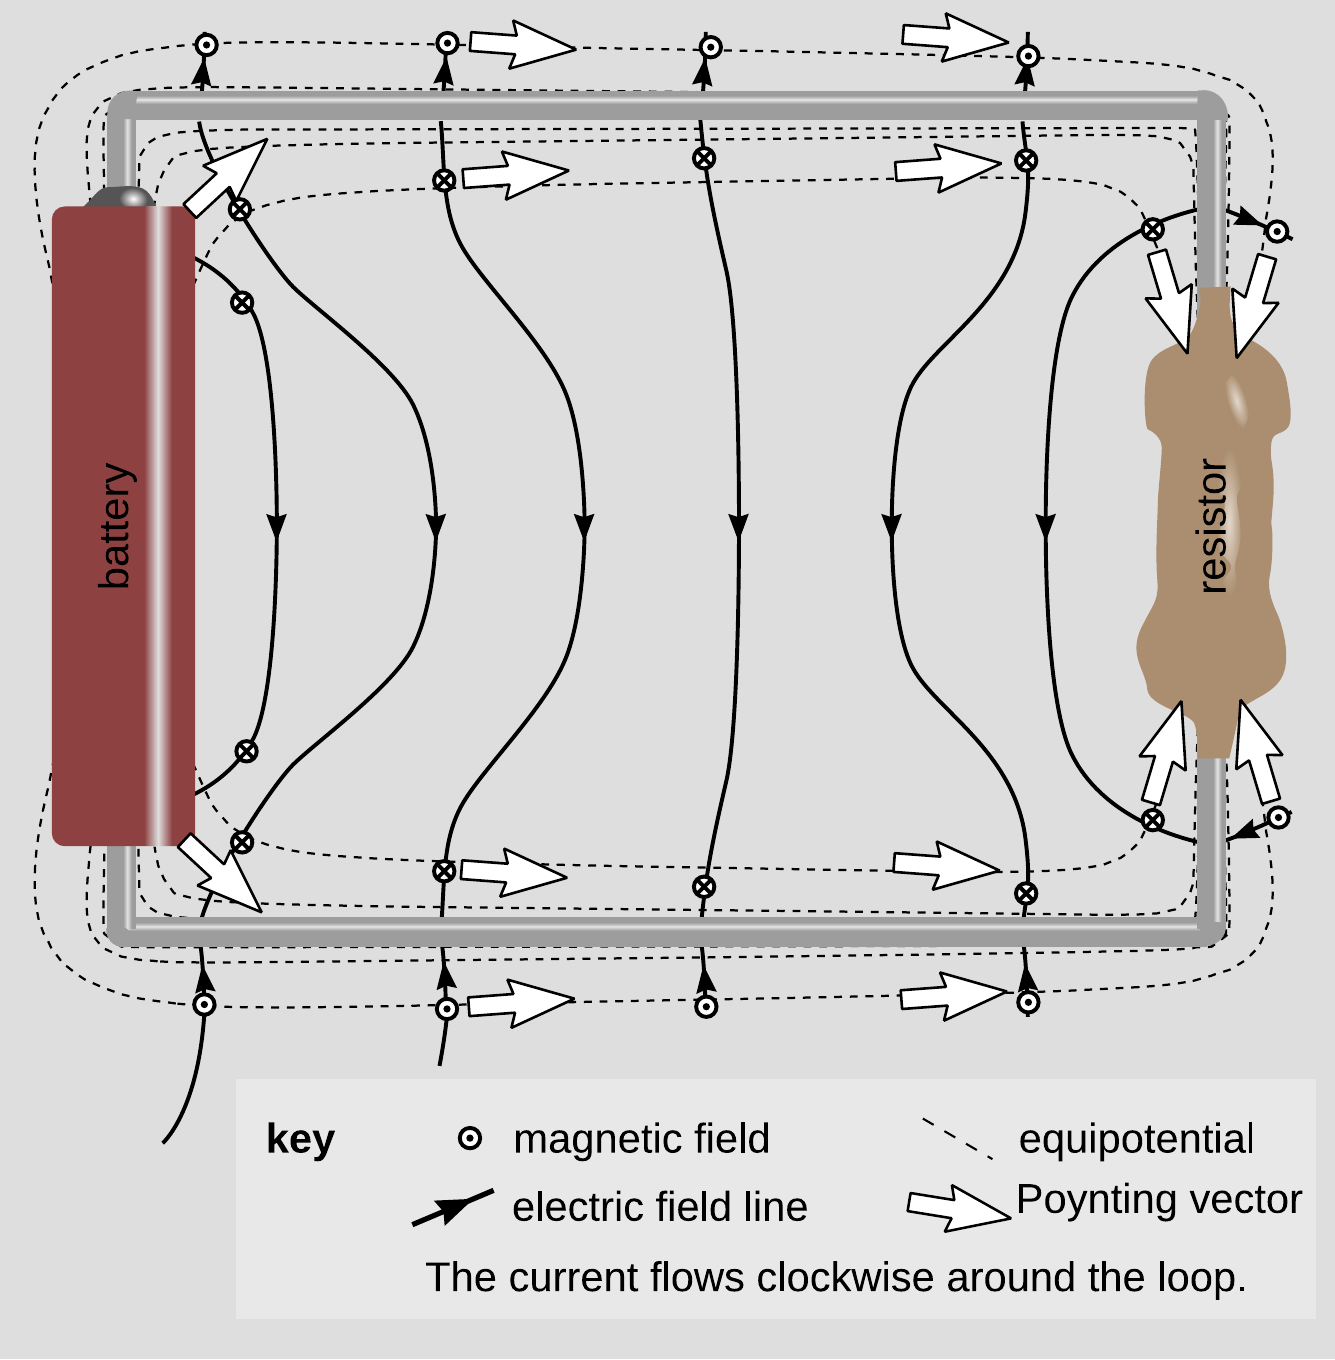 battery
resistor
key
magnetic field
equipotential
electric field line
Poynting vector
The current flows clockwise around the loop.